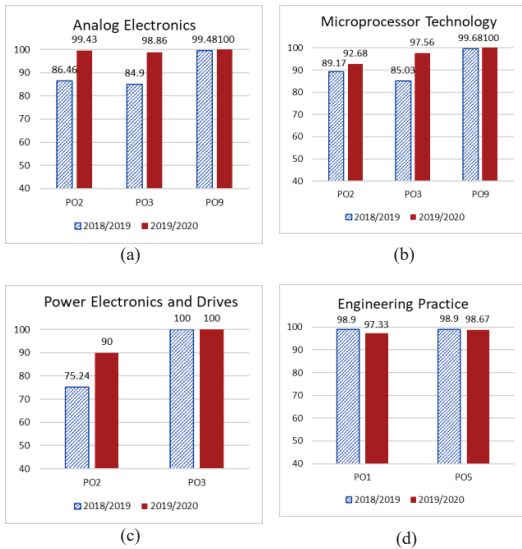 Analog Electronics
99.43 98.86 99.48 100
86.46 84.9
100
90
80
70
60
50
40
PO2 PO3 PO9
2018/2019 2019/2020
(a)
Microprocessor Technology
89.17 92.68 85.03 97.56 99.68 100
100
90
80
70
60
50
40
PO2 PO3 PO9
2018/2019 2019/2020
(b)
Power Electronics and Drives
100 100
75.24 90
100
90
80
70
60
50
40
PO2 PO3
2018/2019 2019/2020
(c)
Engineering Practice
98.9 97.33 98.9 98.67
100
90
80
70
60
50
40
PO1 PO5
2018/2019 2019/2020
(d)